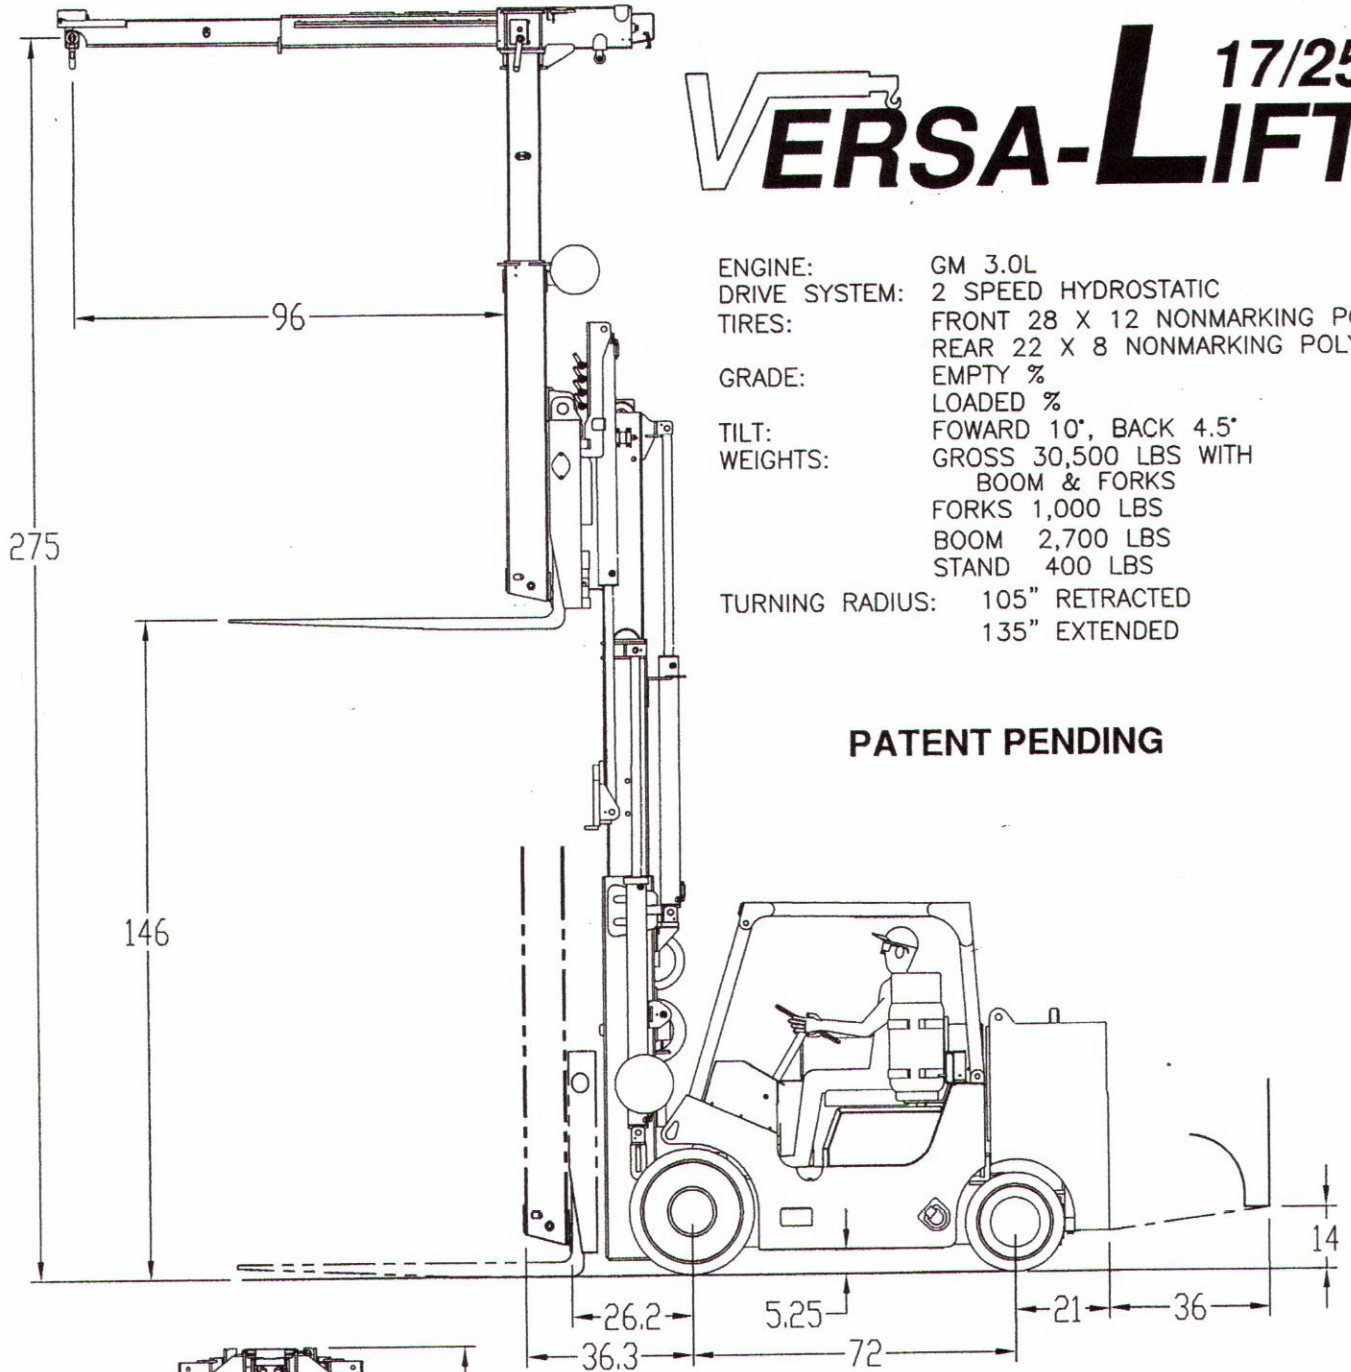 17/25
VERSA-LIFT
ENGINE: GM 3.0L
DRIVE SYSTEM: 2 SPEED HYDROSTATIC
TIRES: FRONT 28 X 12 NONMARKING
REAR 22 X 8 NONMARKING POLY
GRADE: EMPTY %
LOADED %
TILT: FOWARD 10°, BACK 4.5°
WEIGHTS: GROSS 30,500 LBS WITH
BOOM & FORKS
FORKS 1,000 LBS
BOOM 2,700 LBS
STAND 400 LBS
TURNING RADIUS: 105" RETRACTED
135" EXTENDED
PATENT PENDING
96
275
146
14
26.2
5.25
21
36
36.3
72